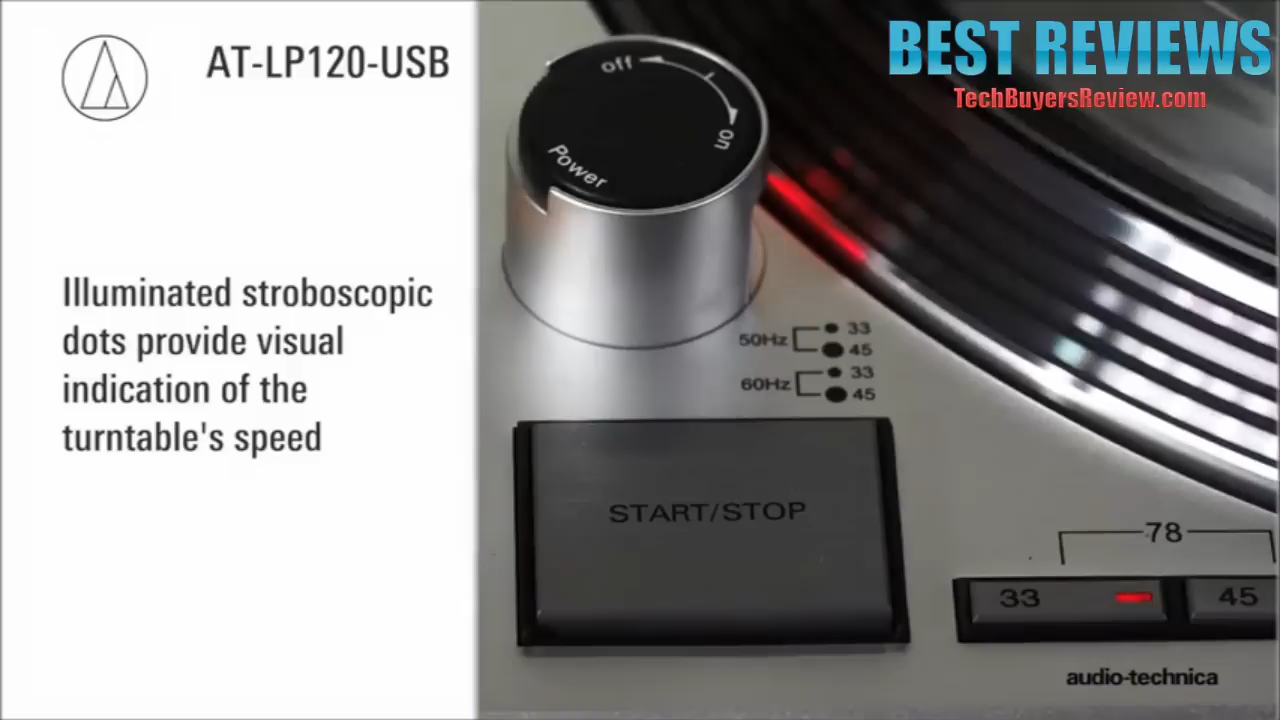 AT-LP120-USB
BEST REVIEWS
TechBuyersReview.com
Illuminated stroboscopic
dots provide visual
indication of the
turntable's speed
off
on
Power
50Hz 33
45
60Hz 33
45
START/STOP
78
33 45
audio-technica